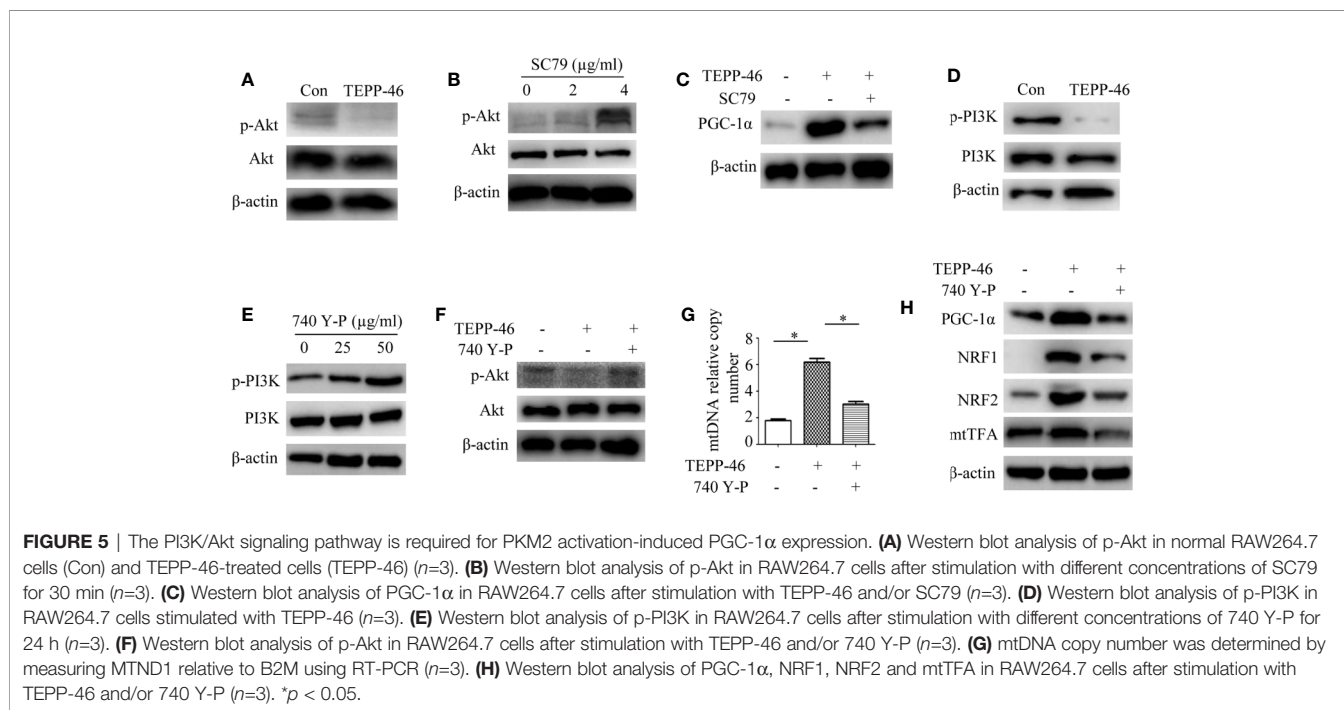 A
Con TEPP-46
p-Akt
Akt
β-actin
B
SC79 (µg/ml)
0 2 4
p-Akt
Akt
β-actin
C
TEPP-46 - + +
SC79 - - +
PGC-1α
β-actin
D
Con TEPP-46
p-PI3K
PI3K
β-actin
E
740 Y-P (µg/ml)
0 25 50
p-PI3K
PI3K
β-actin
F
TEPP-46 - + +
740 Y-P - - +
p-Akt
Akt
β-actin
G
mtDNA relative copy
number
8
6
4
2
0
* *
TEPP-46 - + +
740 Y-P - - +
H
TEPP-46 - + +
740 Y-P - - +
PGC-1α
NRF1
NRF2
mtTFA
β-actin
FIGURE 5 | The PI3K/Akt signaling pathway is required for PKM2 activation-induced PGC-1α expression. (A) Western blot analysis of p-Akt in normal RAW264.7
cells (Con) and TEPP-46-treated cells (TEPP-46) (n=3). (B) Western blot analysis of p-Akt in RAW264.7 cells after stimulation with different concentrations of SC79
for 30 min (n=3). (C) Western blot analysis of PGC-1α in RAW264.7 cells after stimulation with TEPP-46 and/or SC79 (n=3). (D) Western blot analysis of p-PI3K in
RAW264.7 cells stimulated with TEPP-46 (n=3). (E) Western blot analysis of p-PI3K in RAW264.7 cells after stimulation with different concentrations of 740 Y-P for
24 h (n=3). (F) Western blot analysis of p-Akt in RAW264.7 cells after stimulation with TEPP-46 and/or 740 Y-P (n=3). (G) mtDNA copy number was determined by
measuring MTND1 relative to B2M using RT-PCR (n=3). (H) Western blot analysis of PGC-1α, NRF1, NRF2 and mtTFA in RAW264.7 cells after stimulation with
TEPP-46 and/or 740 Y-P (n=3). *p < 0.05.